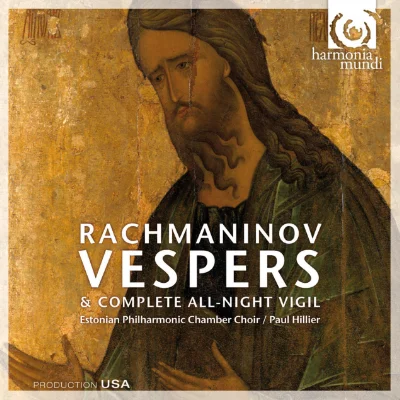 harmonia
mundi
RACHMANINOV
VESPERS
& COMPLETE ALL-NIGHT VIGIL
Estonian Philharmonic Chamber Choir / Paul Hillier
PRODUCTION USA